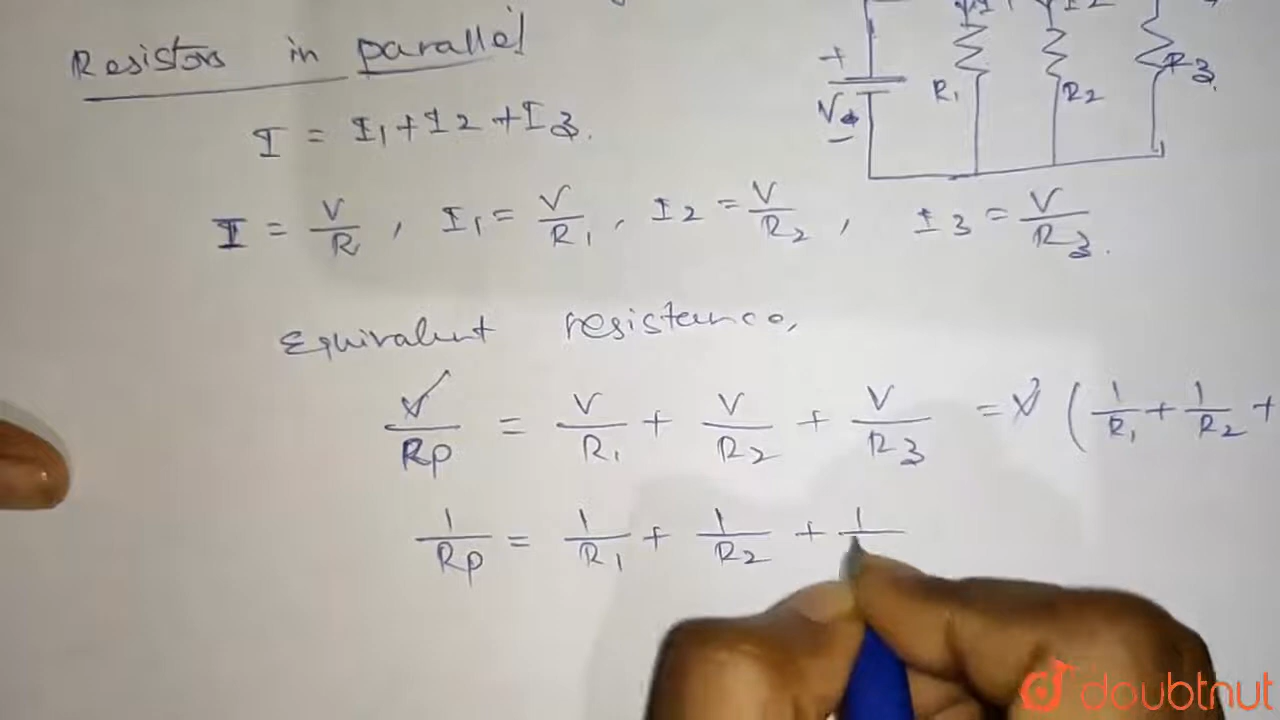 Resistors in parallel
I = I1 + I2 + I3.
I = V/R , I1 = V/R1 , I2 = V/R2 , I3 = V/R3.
+
V
R1
R2
R3
I2
Equivalent resistance,
V/RP = V/R1 + V/R2 + V/R3 = V ( 1/R1 + 1/R2 +
1/RP = 1/R1 + 1/R2 + 1/
doubtnut